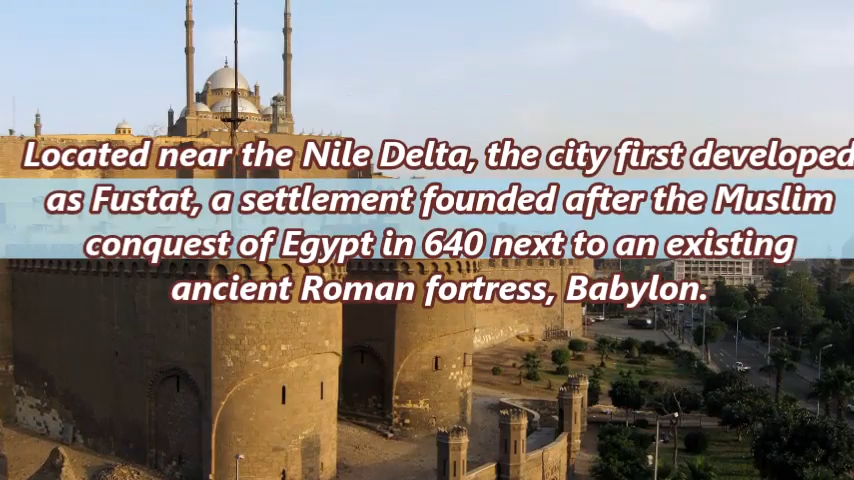 Located near the Nile Delta, the city first developed
as Fustat, a settlement founded after the Muslim
conquest of Egypt in 640 next to an existing
ancient Roman fortress, Babylon.